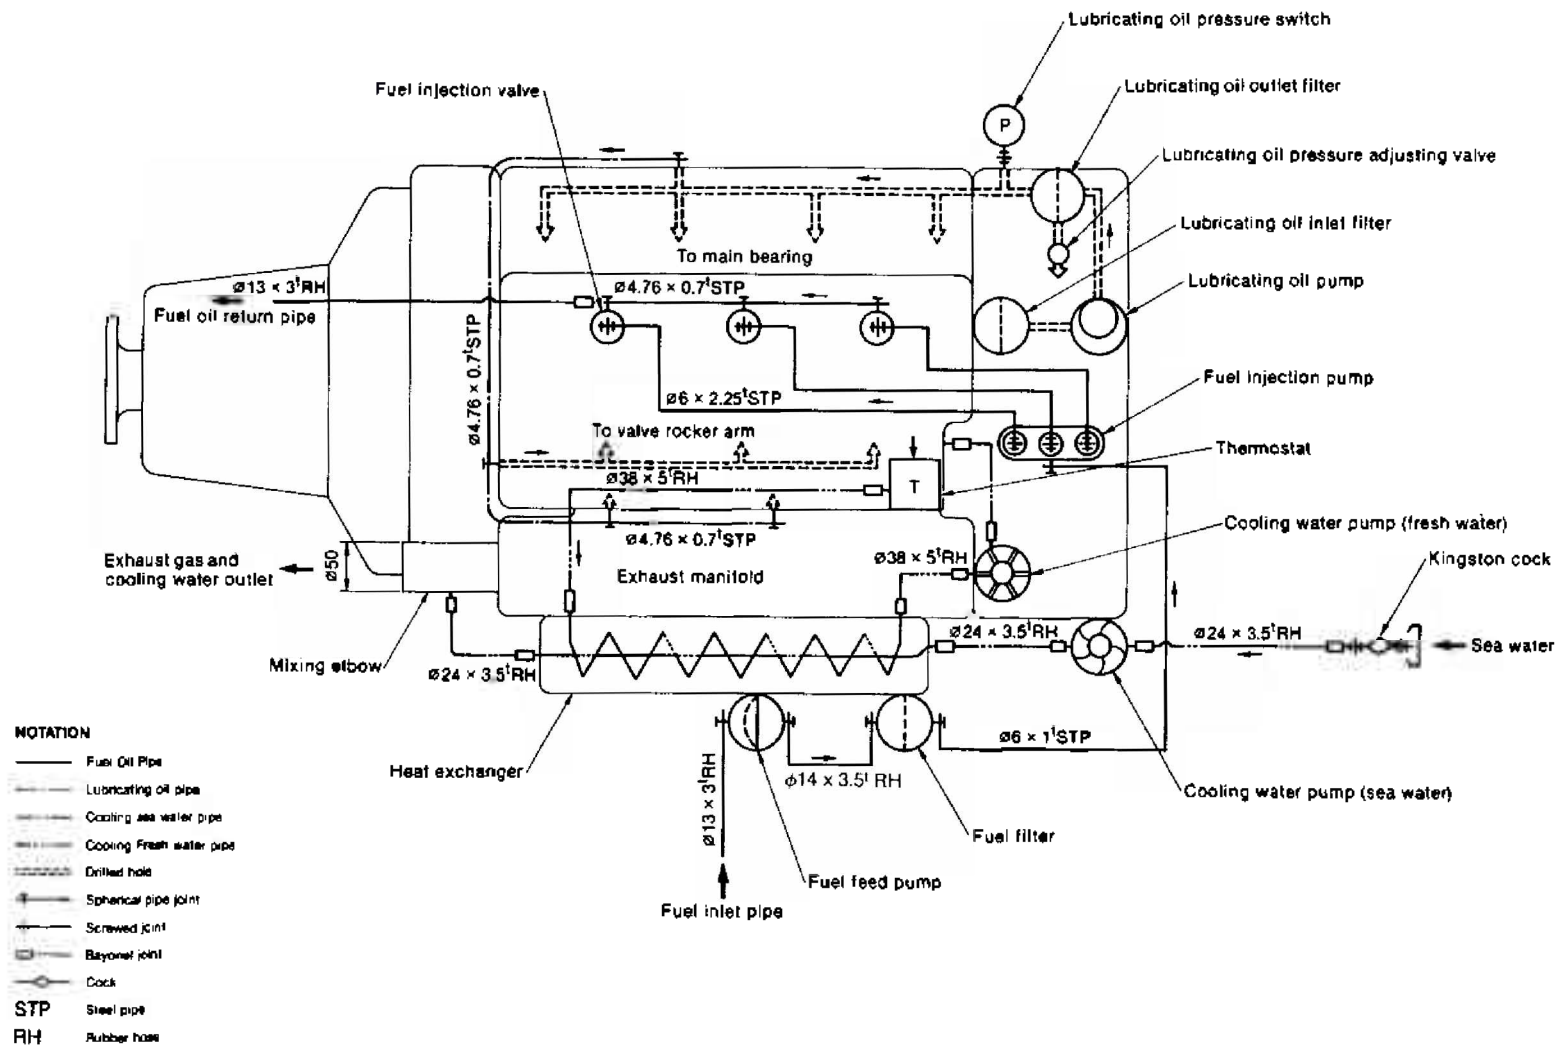 Lubricating oil pressure switch
Fuel injection valve
Lubricating oil outlet filter
P
Lubricating oil pressure adjusting valve
Lubricating oil inlet filter
To main bearing
Ø13 × 3ᵗRH
Ø4.76 × 0.7ᵗSTP
Lubricating oil pump
Fuel oil return pipe
Ø4.76 × 0.7ᵗSTP
Fuel injection pump
Ø6 × 2.25ᵗSTP
To valve rocker arm
Thermostat
Ø38 × 5ᵗRH
T
Cooling water pump (fresh water)
Ø4.76 × 0.7ᵗSTP
Exhaust gas and
cooling water outlet
Ø50
Ø38 × 5ᵗRH
Kingston cock
Exhaust manifold
Ø24 × 3.5ᵗRH
Ø24 × 3.5ᵗRH
Sea water
Mixing elbow
Ø24 × 3.5ᵗRH
Ø6 × 1ᵗSTP
Heat exchanger
ϕ14 × 3.5ᵗ RH
Cooling water pump (sea water)
Ø13 × 3ᵗRH
Fuel filter
Fuel feed pump
Fuel inlet pipe
NOTATION
Fuel Oil Pipe
Lubricating oil pipe
Cooling sea water pipe
Cooling Fresh water pipe
Drilled hold
Spherical pipe joint
Screwed joint
Bayonet joint
Cock
STP Steel pipe
RH Rubber hose